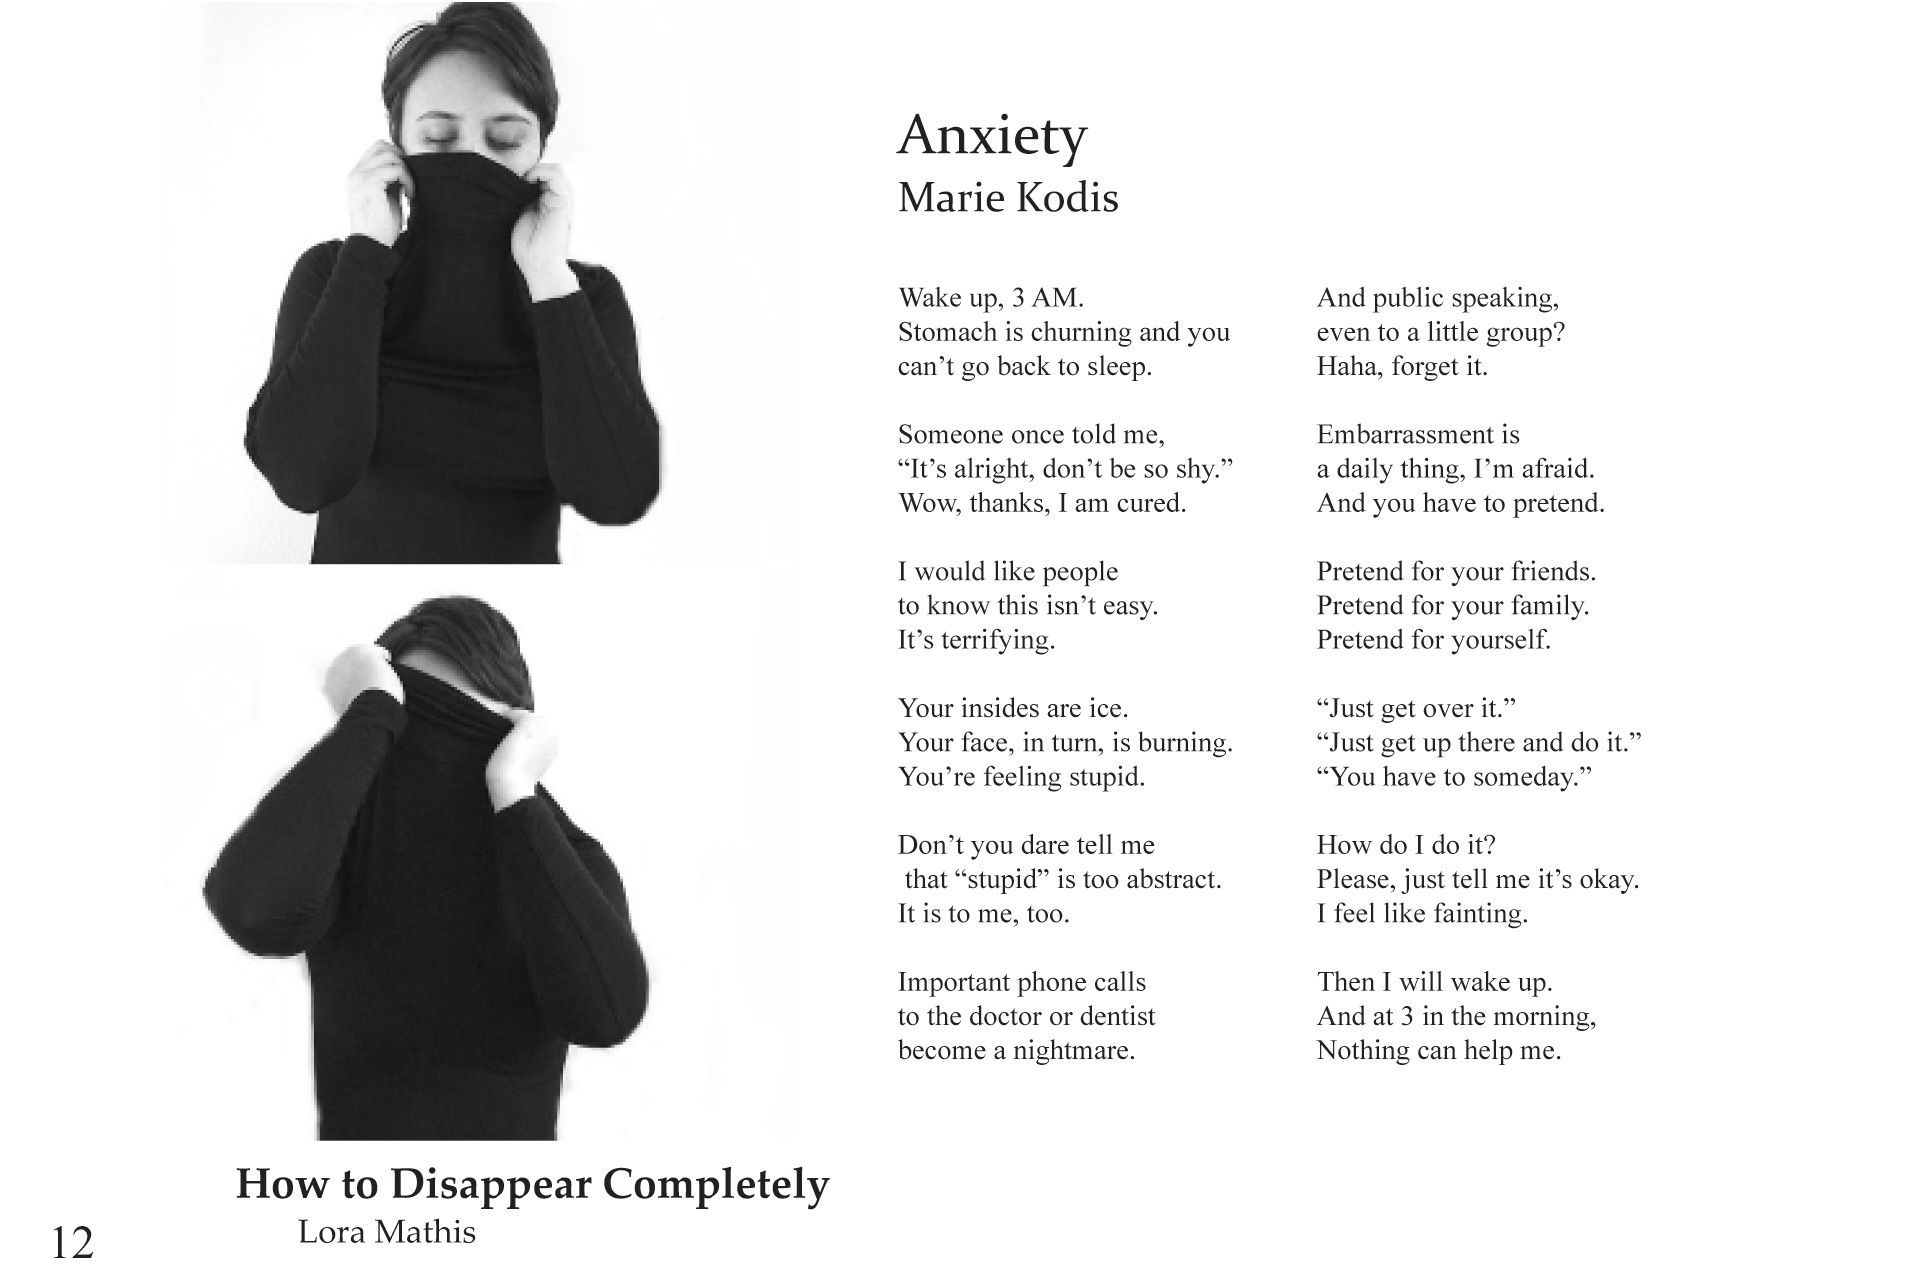 Anxiety
Marie Kodis
Wake up, 3 AM.
Stomach is churning and you
can’t go back to sleep.
Someone once told me,
“It’s alright, don’t be so shy.”
Wow, thanks, I am cured.
I would like people
to know this isn’t easy.
It’s terrifying.
Your insides are ice.
Your face, in turn, is burning.
You’re feeling stupid.
Don’t you dare tell me
that “stupid” is too abstract.
It is to me, too.
Important phone calls
to the doctor or dentist
become a nightmare.
And public speaking,
even to a little group?
Haha, forget it.
Embarrassment is
a daily thing, I’m afraid.
And you have to pretend.
Pretend for your friends.
Pretend for your family.
Pretend for yourself.
“Just get over it.”
“Just get up there and do it.”
“You have to someday.”
How do I do it?
Please, just tell me it’s okay.
I feel like fainting.
Then I will wake up.
And at 3 in the morning,
Nothing can help me.
How to Disappear Completely
Lora Mathis
12